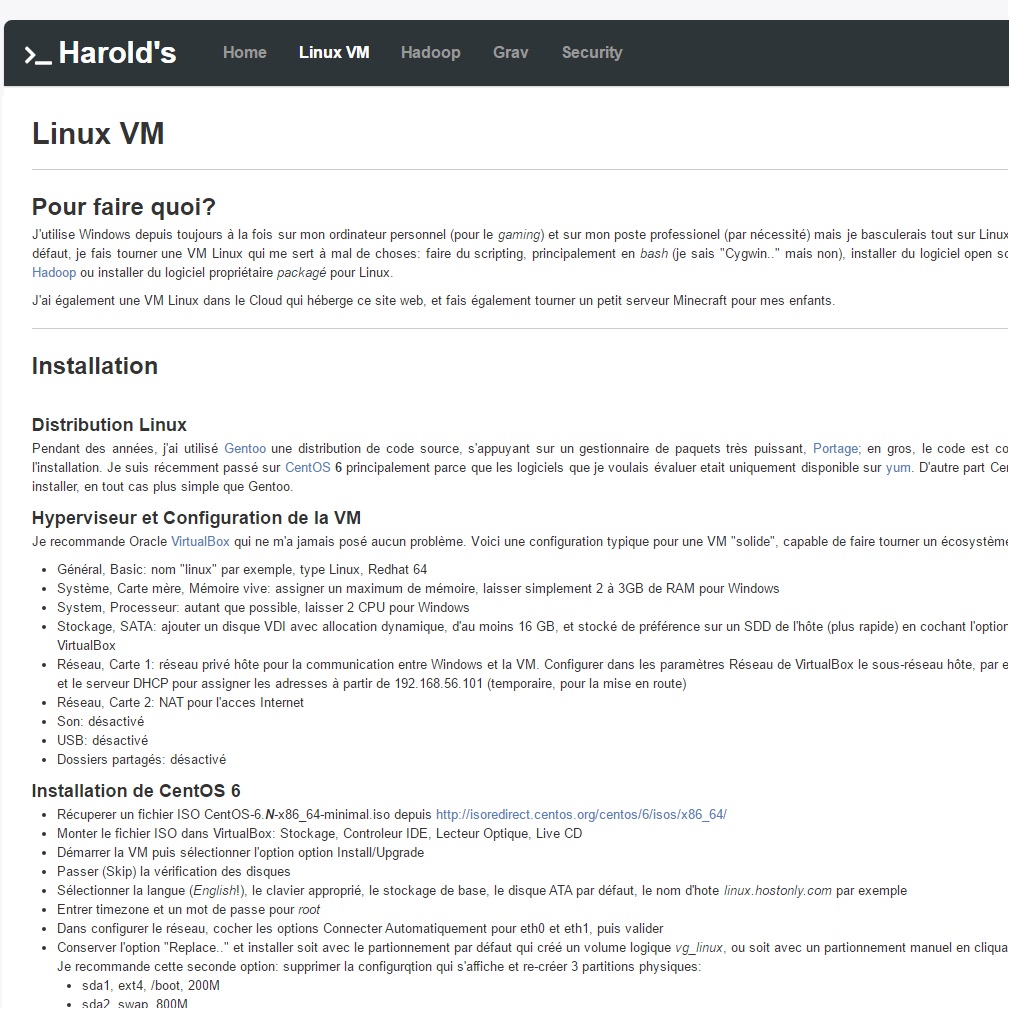 >_ Harold's Home Linux VM Hadoop Grav Security
Linux VM
Pour faire quoi?
J'utilise Windows depuis toujours à la fois sur mon ordinateur personnel (pour le gaming) et sur mon poste professionel (par nécessité) mais je basculerais tout sur Linux
défaut, je fais tourner une VM Linux qui me sert à mal de choses: faire du scripting, principalement en bash (je sais "Cygwin.." mais non), installer du logiciel open
Hadoop ou installer du logiciel propriétaire packagé pour Linux.
J'ai également une VM Linux dans le Cloud qui héberge ce site web, et fais également tourner un petit serveur Minecraft pour mes enfants.
Installation
Distribution Linux
Pendant des années, j'ai utilisé Gentoo une distribution de code source, s'appuyant sur un gestionnaire de paquets très puissant, Portage; en gros, le code est
l'installation. Je suis récemment passé sur CentOS 6 principalement parce que les logiciels que je voulais évaluer etait uniquement disponible sur yum. D'autre part
installer, en tout cas plus simple que Gentoo.
Hyperviseur et Configuration de la VM
Je recommande Oracle VirtualBox qui ne m'a jamais posé aucun problème. Voici une configuration typique pour une VM "solide", capable de faire tourner un écosystème
• Général, Basic: nom "linux" par exemple, type Linux, Redhat 64
• Système, Carte mère, Mémoire vive: assigner un maximum de mémoire, laisser simplement 2 à 3GB de RAM pour Windows
• System, Processeur: autant que possible, laisser 2 CPU pour Windows
• Stockage, SATA: ajouter un disque VDI avec allocation dynamique, d'au moins 16 GB, et stocké de préférence sur un SDD de l'hôte (plus rapide) en cochant l'option
VirtualBox
• Réseau, Carte 1: réseau privé hôte pour la communication entre Windows et la VM. Configurer dans les paramètres Réseau de VirtualBox le sous-réseau hôte, par
et le serveur DHCP pour assigner les adresses à partir de 192.168.56.101 (temporaire, pour la mise en route)
• Réseau, Carte 2: NAT pour l'acces Internet
• Son: désactivé
• USB: désactivé
• Dossiers partagés: désactivé
Installation de CentOS 6
• Récuperer un fichier ISO CentOS-6.N-x86_64-minimal.iso depuis http://isoredirect.centos.org/centos/6/isos/x86_64/
• Monter le fichier ISO dans VirtualBox: Stockage, Controleur IDE, Lecteur Optique, Live CD
• Démarrer la VM puis sélectionner l'option option Install/Upgrade
• Passer (Skip) la vérification des disques
• Sélectionner la langue (English!), le clavier approprié, le stockage de base, le disque ATA par défaut, le nom d'hote linux.hostonly.com par exemple
• Entrer timezone et un mot de passe pour root
• Dans configurer le réseau, cocher les options Connecter Automatiquement pour eth0 et eth1, puis valider
• Conserver l'option "Replace.." et installer soit avec le partionnement par défaut qui créé un volume logique vg_linux, ou soit avec un partionnement manuel en
Je recommande cette seconde option: supprimer la configurqtion qui s'affiche et re-créer 3 partitions physiques:
• sda1, ext4, /boot, 200M
• sda2, swap, 800M